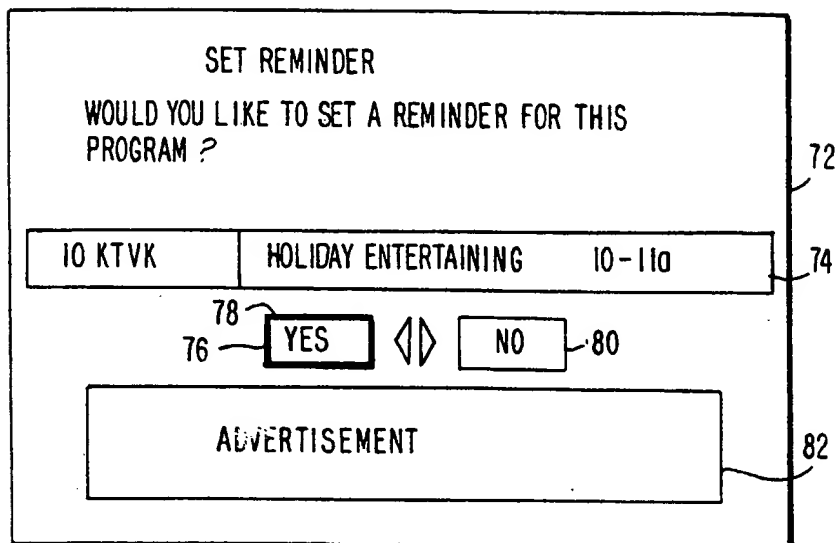 SET REMINDER
WOULD YOU LIKE TO SET A REMINDER FOR THIS
PROGRAM ?
72
10 KTVK HOLIDAY ENTERTAINING 10-11a
74
78
76 YES NO 80
ADVERTISEMENT
82